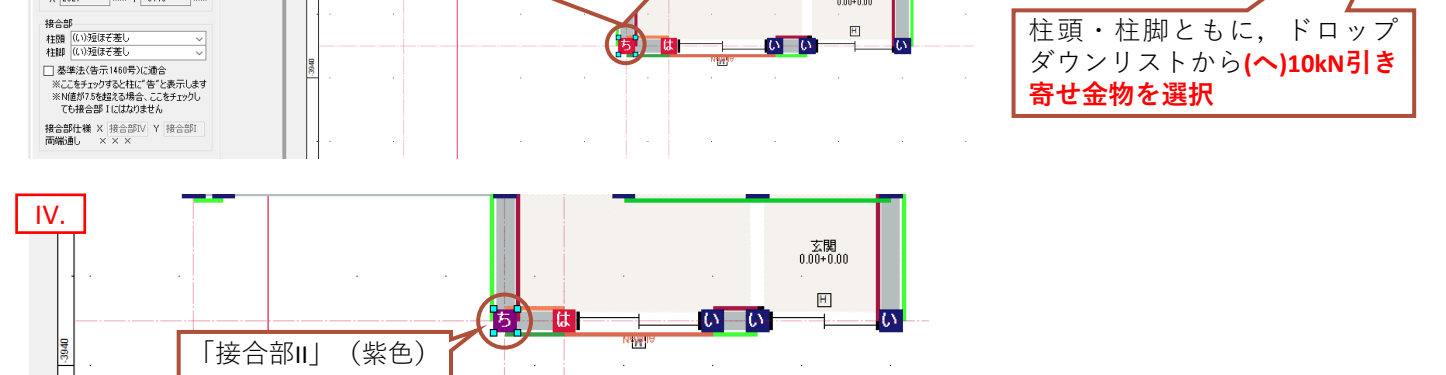 接合部
柱頭 (い)短ほぞ差し
柱脚 (い)短ほぞ差し
基準法(告示1460号)に適合
※ここをチェックすると柱に"告"と表示します
※N値が7.5を超える場合、ここをチェックし
ても接合部Ⅰにはなりません
接合部仕様 X 接合部Ⅳ Y 接合部Ⅰ
両端通し × × ×
-3940
0.00+0.00
H
ち は い い い
柱頭・柱脚ともに，ドロップ
ダウンリストから(へ)10kN引き
寄せ金物を選択
IV.
玄関
0.00+0.00
H
ち は い い い
-3940
「接合部II」（紫色）